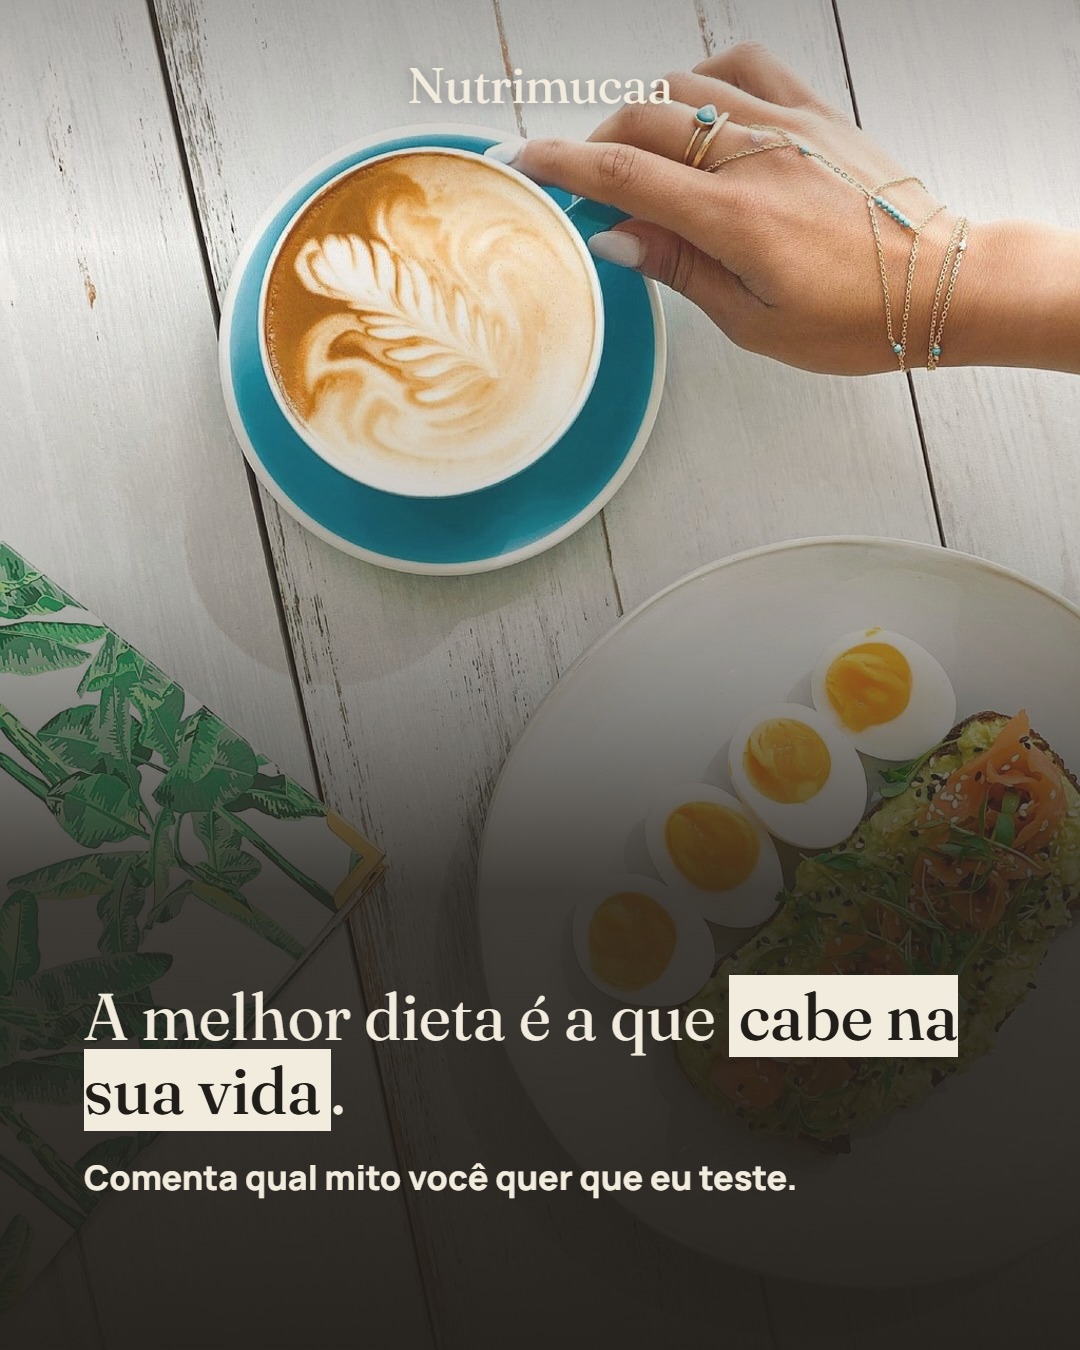 Nutrimucaa
A melhor dieta é a que cabe na
sua vida.
Comenta qual mito você quer que eu teste.